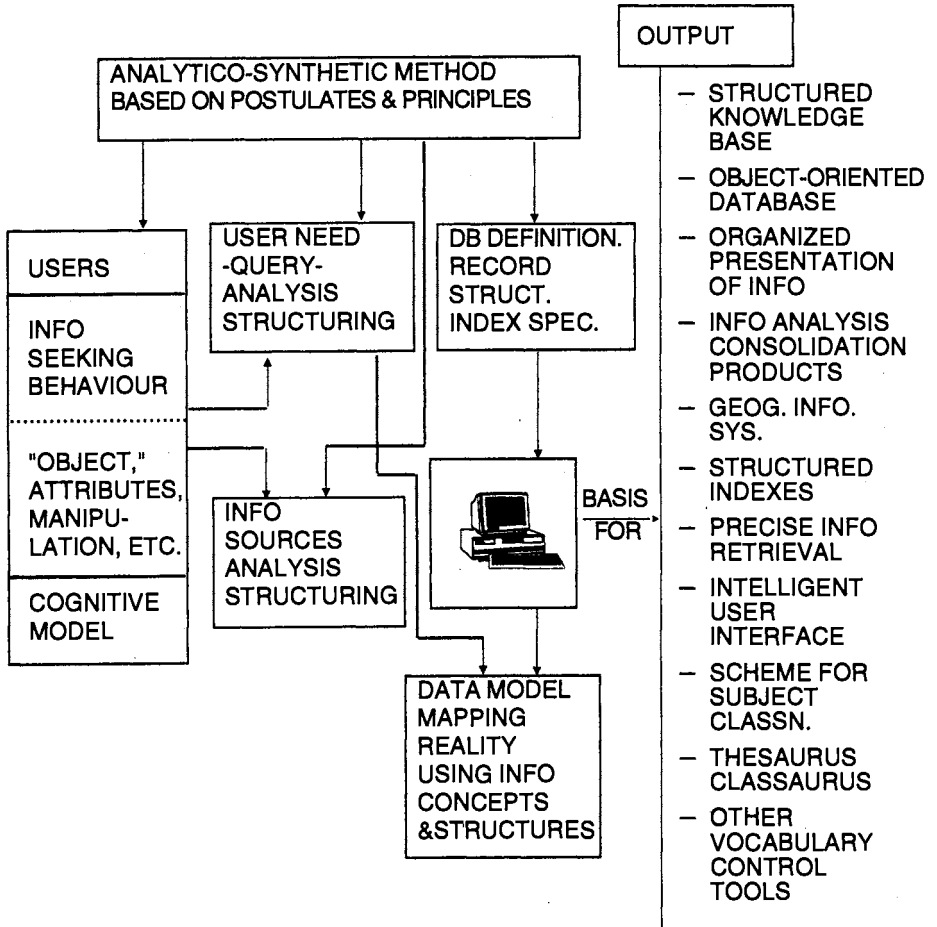 ANALYTICO-SYNTHETIC METHOD
BASED ON POSTULATES & PRINCIPLES
USERS
INFO
SEEKING
BEHAVIOUR
"OBJECT,"
ATTRIBUTES,
MANIPU-
LATION, ETC.
COGNITIVE
MODEL
USER NEED
-QUERY-
ANALYSIS
STRUCTURING
DB DEFINITION.
RECORD
STRUCT.
INDEX SPEC.
INFO
SOURCES
ANALYSIS
STRUCTURING
BASIS
FOR
DATA MODEL
MAPPING
REALITY
USING INFO
CONCEPTS
&STRUCTURES
OUTPUT
– STRUCTURED
KNOWLEDGE
BASE
– OBJECT-ORIENTED
DATABASE
– ORGANIZED
PRESENTATION
OF INFO
– INFO ANALYSIS
CONSOLIDATION
PRODUCTS
– GEOG. INFO.
SYS.
– STRUCTURED
INDEXES
– PRECISE INFO
RETRIEVAL
– INTELLIGENT
USER
INTERFACE
– SCHEME FOR
SUBJECT
CLASSN.
– THESAURUS
CLASSAURUS
– OTHER
VOCABULARY
CONTROL
TOOLS